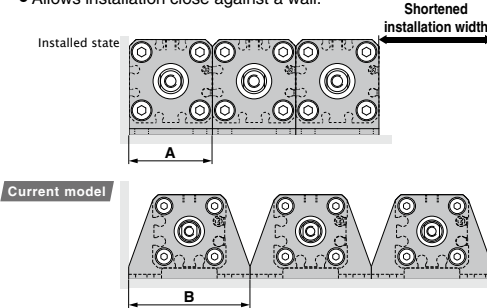 ● Allows installation close against a wall.
Shortened
installation width
Installed state
A
Current model
B